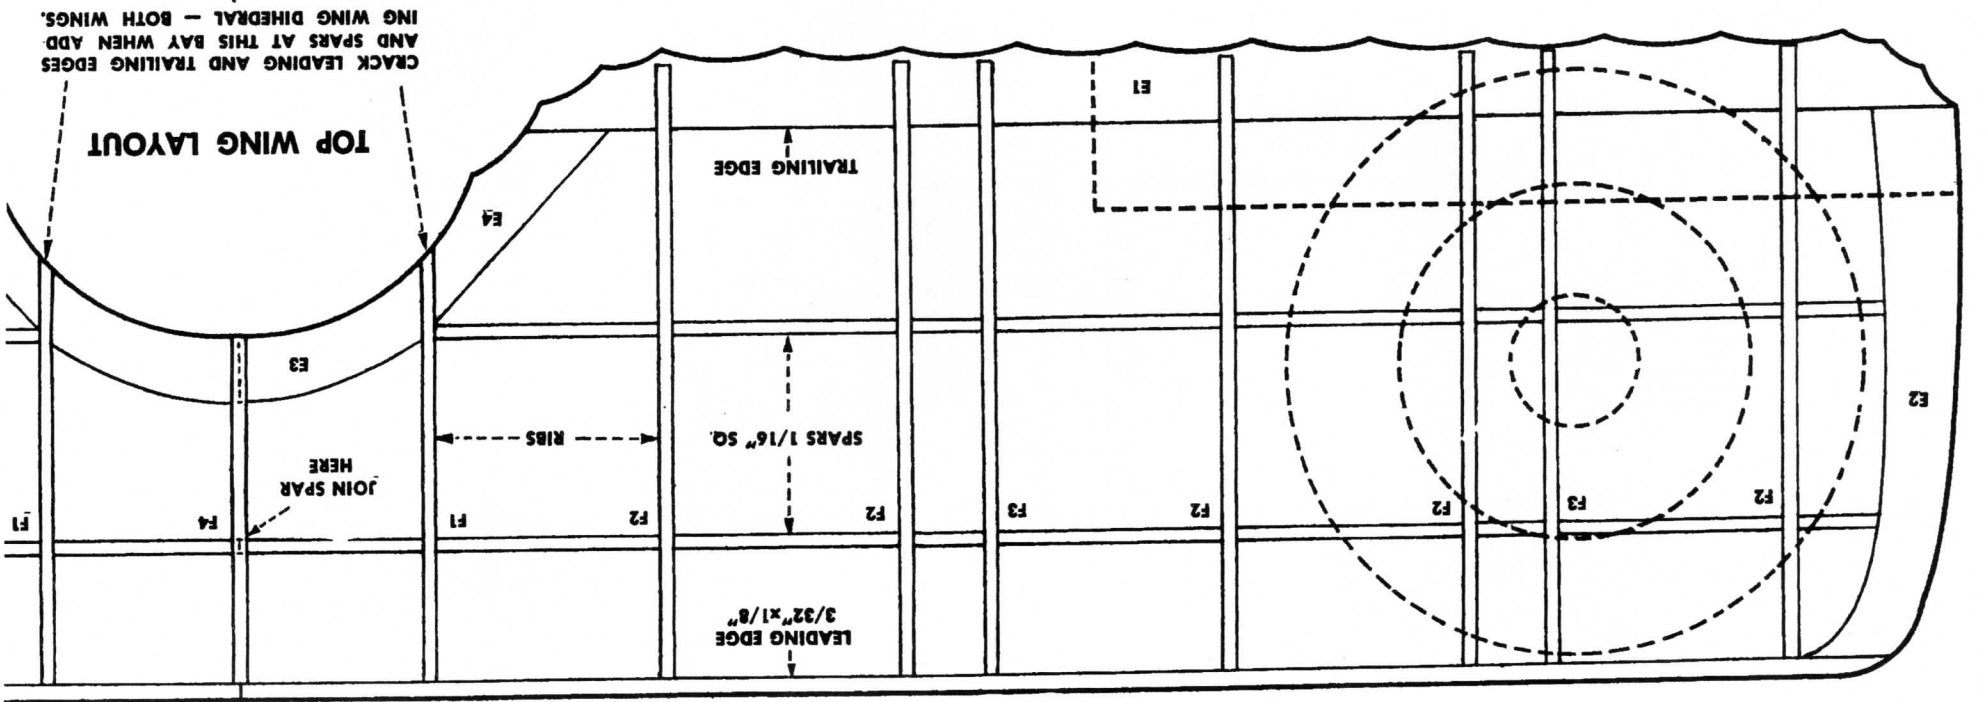 LEADING EDGE
3/32"x1/8"
F2
F3
F2
F2
F3
F2
F2
F1
F4
F1
JOIN SPAR
HERE
SPARS 1/16" SQ.
RIBS
E2
E3
E4
TRAILING EDGE
E1
TOP WING LAYOUT
CRACK LEADING AND TRAILING EDGES
AND SPARS AT THIS BAY WHEN ADD
ING WING DIHEDRAL — BOTH WINGS.